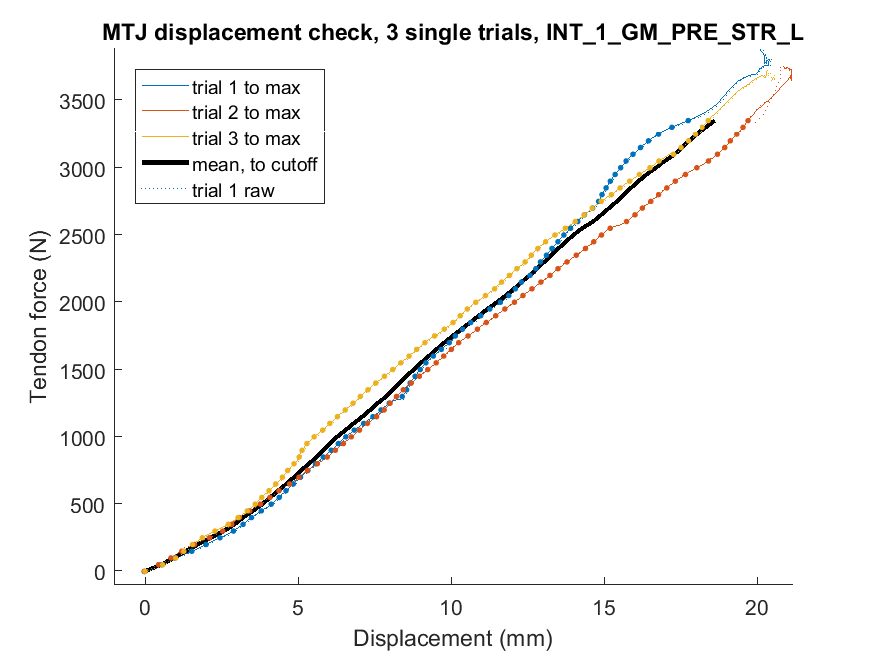 MTJ displacement check, 3 single trials, INT_1_GM_PRE_STR_L
trial 1 to max
trial 2 to max
trial 3 to max
mean, to cutoff
trial 1 raw
3500
3000
2500
2000
1500
1000
500
0
Tendon force (N)
0 5 10 15 20
Displacement (mm)